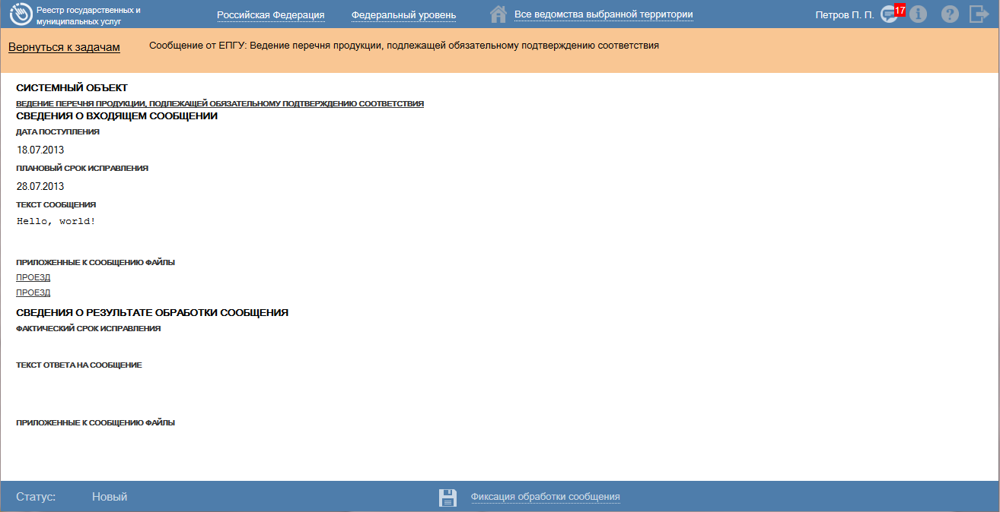 Реестр государственных и
муниципальных услуг
Российская Федерация
Федеральный уровень
Все ведомства выбранной территории
Петров П. П.
17
Вернуться к задачам
Сообщение от ЕПГУ: Ведение перечня продукции, подлежащей обязательному подтверждению соответствия
СИСТЕМНЫЙ ОБЪЕКТ
ВЕДЕНИЕ ПЕРЕЧНЯ ПРОДУКЦИИ, ПОДЛЕЖАЩЕЙ ОБЯЗАТЕЛЬНОМУ ПОДТВЕРЖДЕНИЮ СООТВЕТСТВИЯ
СВЕДЕНИЯ О ВХОДЯЩЕМ СООБЩЕНИИ
ДАТА ПОСТУПЛЕНИЯ
18.07.2013
ПЛАНОВЫЙ СРОК ИСПРАВЛЕНИЯ
28.07.2013
ТЕКСТ СООБЩЕНИЯ
Hello, world!
ПРИЛОЖЕННЫЕ К СООБЩЕНИЮ ФАЙЛЫ
ПРОЕЗД
ПРОЕЗД
СВЕДЕНИЯ О РЕЗУЛЬТАТЕ ОБРАБОТКИ СООБЩЕНИЯ
ФАКТИЧЕСКИЙ СРОК ИСПРАВЛЕНИЯ
ТЕКСТ ОТВЕТА НА СООБЩЕНИЕ
ПРИЛОЖЕННЫЕ К СООБЩЕНИЮ ФАЙЛЫ
Статус: Новый
Фиксация обработки сообщения